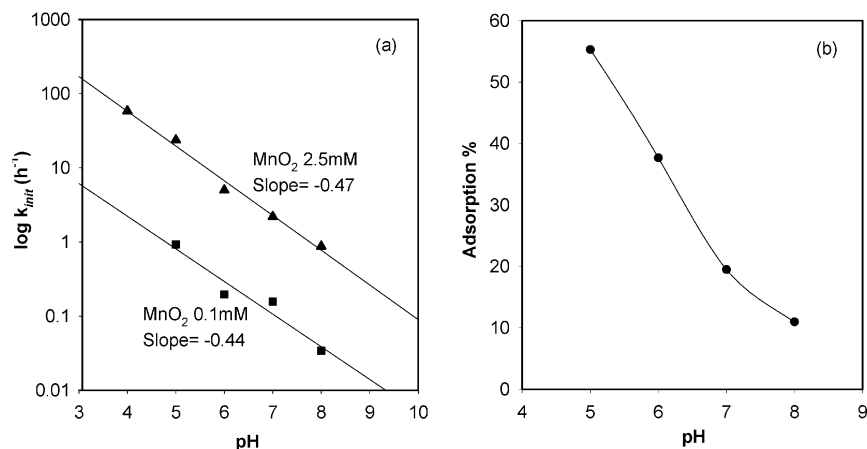 (a)
log k_init (h⁻¹)
1000
100
10
1
0.1
0.01
MnO₂ 2.5mM
Slope= -0.47
MnO₂ 0.1mM
Slope= -0.44
3 4 5 6 7 8 9 10
pH
(b)
Adsorption %
60
50
40
30
20
10
0
4 5 6 7 8 9
pH